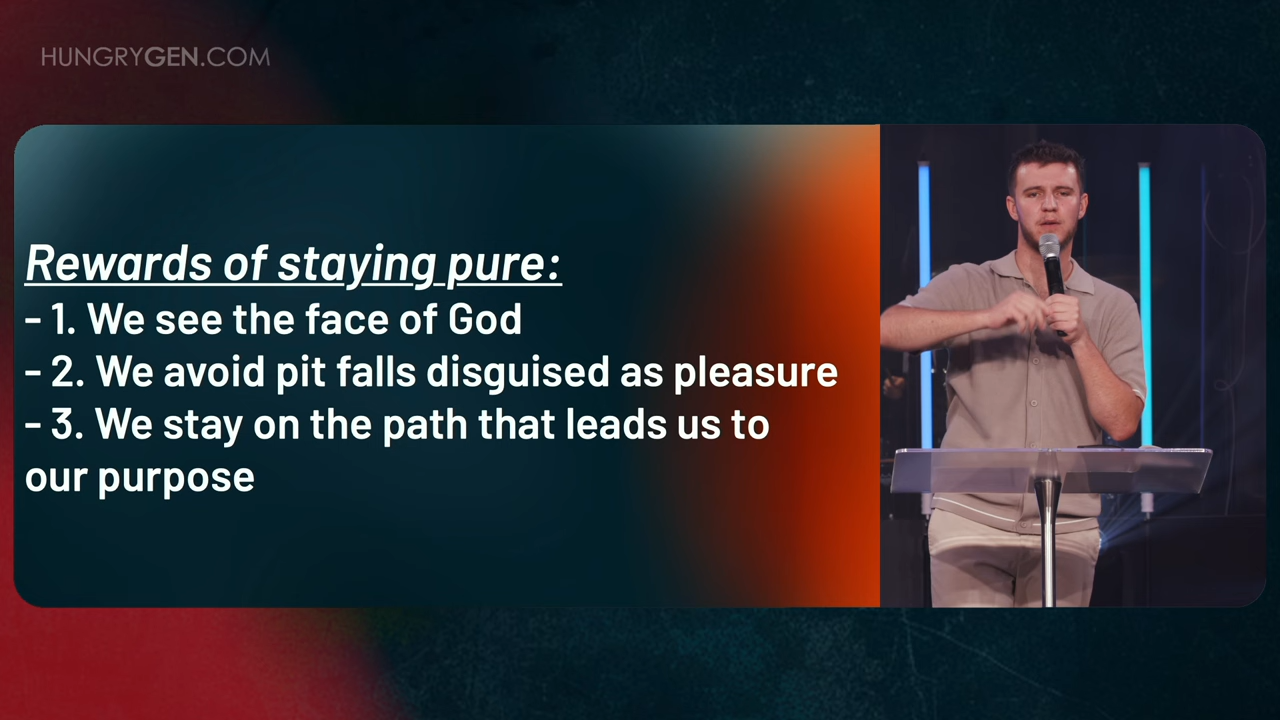 HUNGRYGEN.COM
Rewards of staying pure:
- 1. We see the face of God
- 2. We avoid pit falls disguised as pleasure
- 3. We stay on the path that leads us to
our purpose